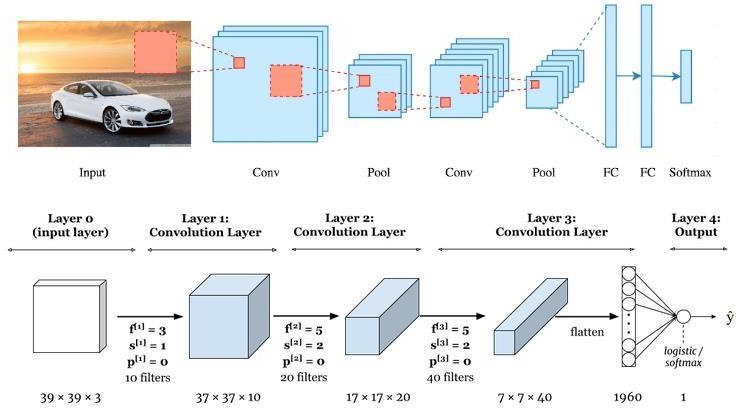 Input
Conv
Pool
Conv
Pool
FC
FC
Softmax
Layer 0
(input layer)
Layer 1:
Convolution Layer
Layer 2:
Convolution Layer
Layer 3:
Convolution Layer
Layer 4:
Output
f[1] = 3
s[1] = 1
p[1] = 0
10 filters
f[2] = 5
s[2] = 2
p[2] = 0
20 filters
f[3] = 5
s[3] = 2
p[3] = 0
40 filters
flatten
logistic /
softmax
ŷ
39 × 39 × 3
37 × 37 × 10
17 × 17 × 20
7 × 7 × 40
1960
1